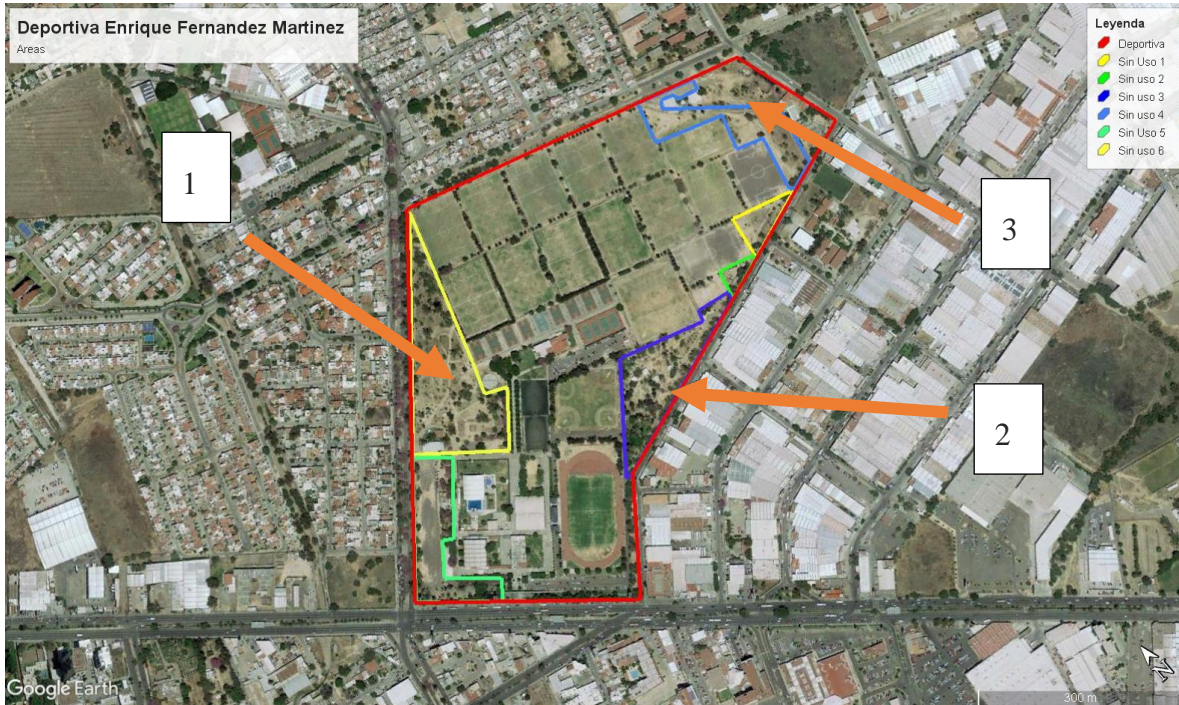 Deportiva Enrique Fernandez Martinez
Areas
Leyenda
Deportiva
Sin Uso 1
Sin uso 2
Sin uso 3
Sin uso 4
Sin Uso 5
Sin uso 6
1
3
2
Google Earth
N
300 m